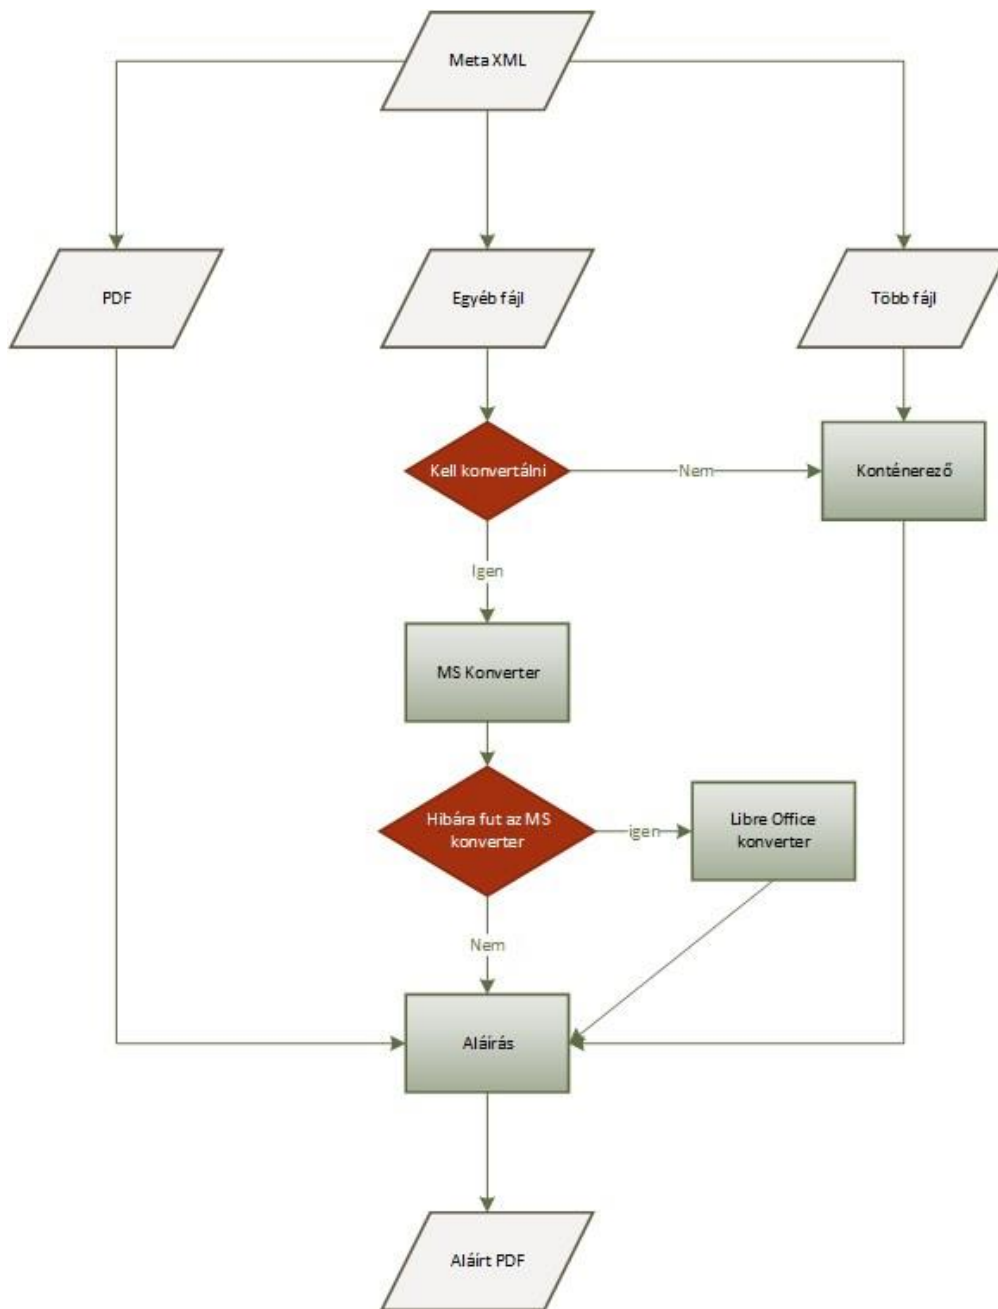 Meta XML
PDF
Egyéb fájl
Több fájl
Kell konvertálni
Nem
Konténerező
Igen
MS Konverter
Hibára fut az MS
konverter
igen
Libre Office
konverter
Nem
Aláírás
Aláírt PDF